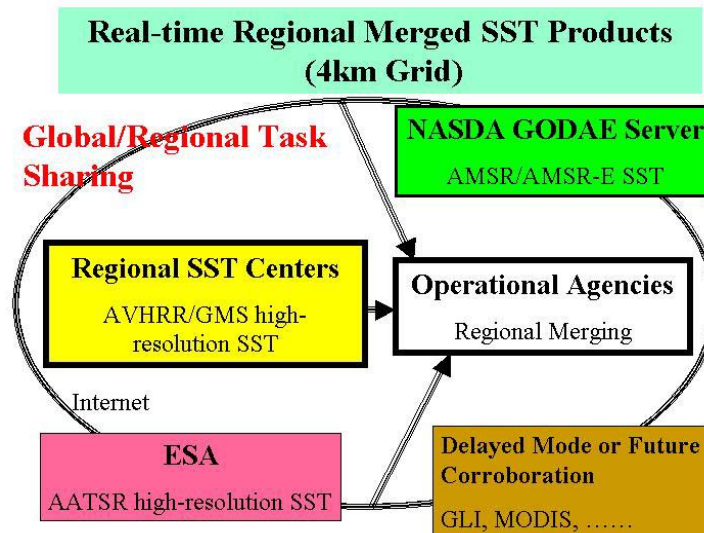 Real-time Regional Merged SST Products
(4km Grid)
Global/Regional Task
Sharing
NASDA GODAE Server
AMSR/AMSR-E SST
Regional SST Centers
AVHRR/GMS high-
resolution SST
Operational Agencies
Regional Merging
Internet
ESA
AATSR high-resolution SST
Delayed Mode or Future
Corroboration
GLI, MODIS, ……